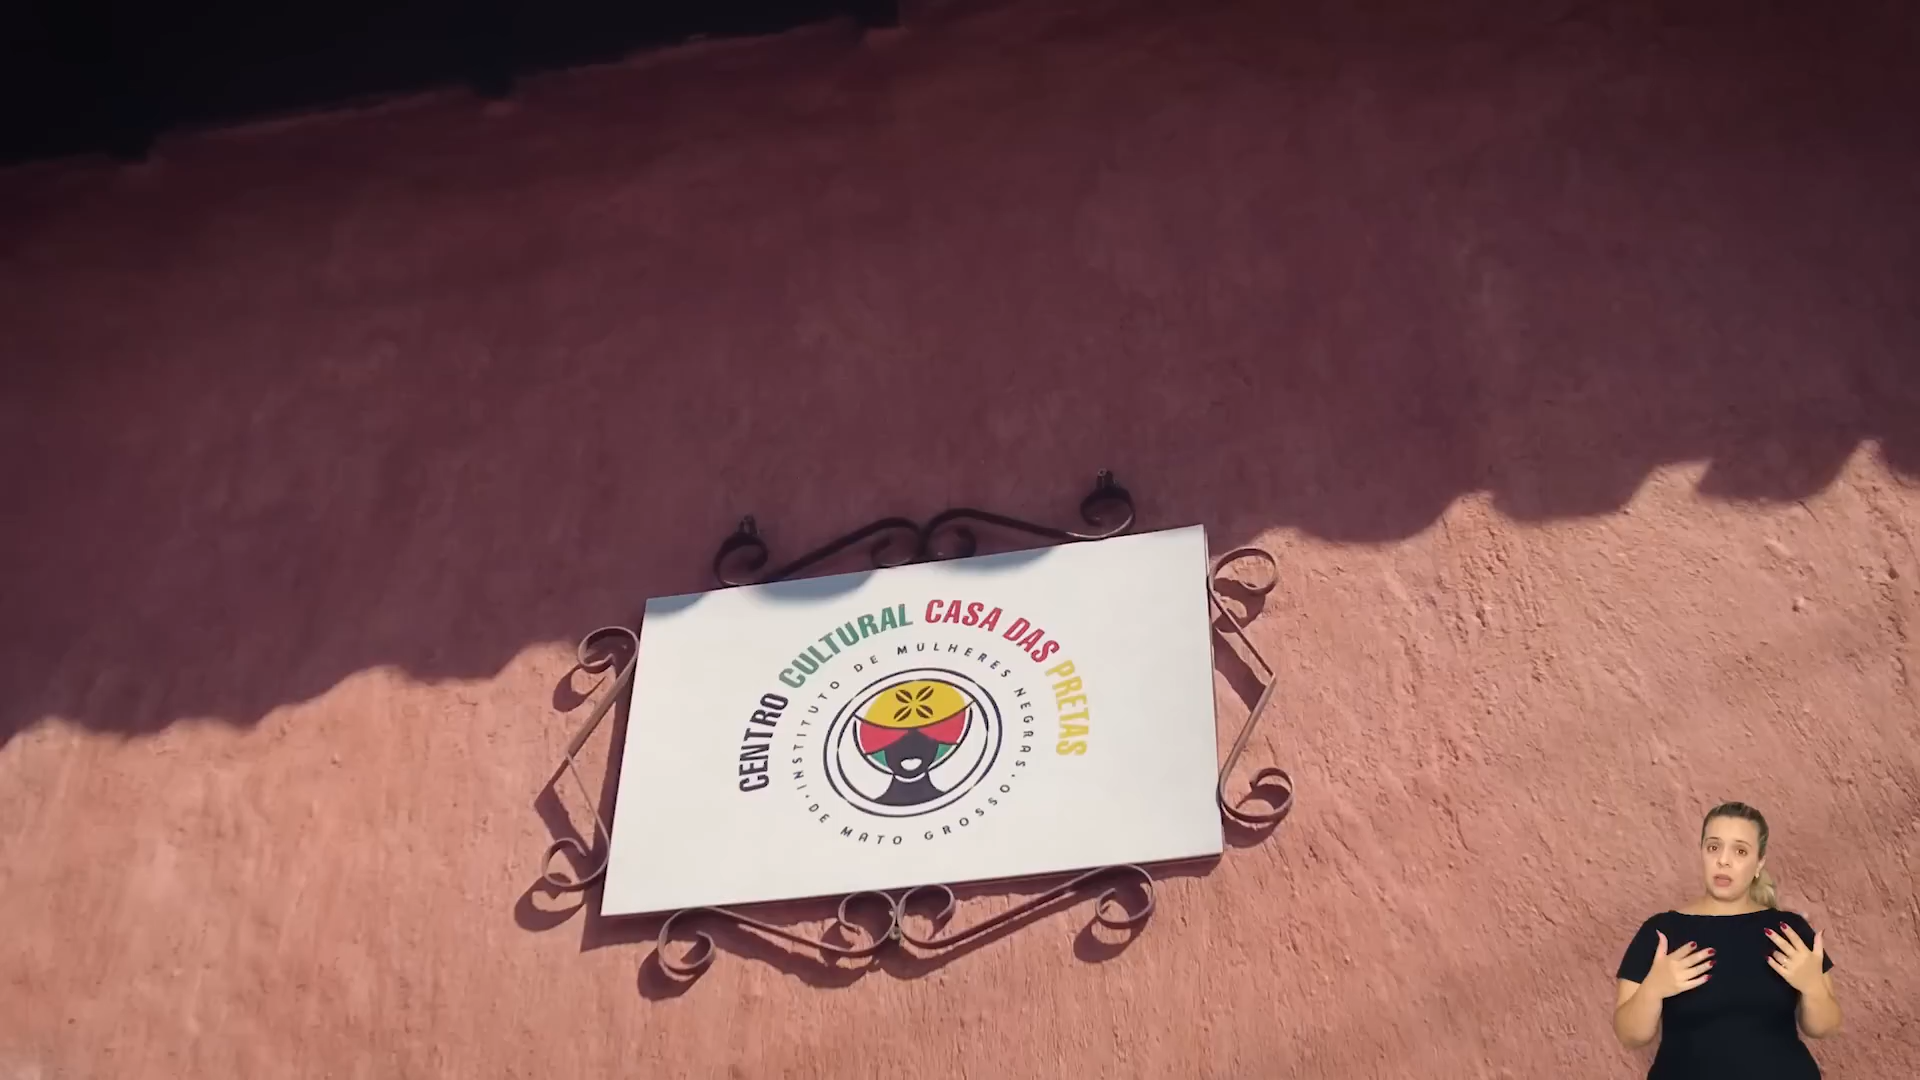 CENTRO CULTURAL CASA DAS PRETAS
INSTITUTO DE MULHERES NEGRAS
DE MATO GROSSO